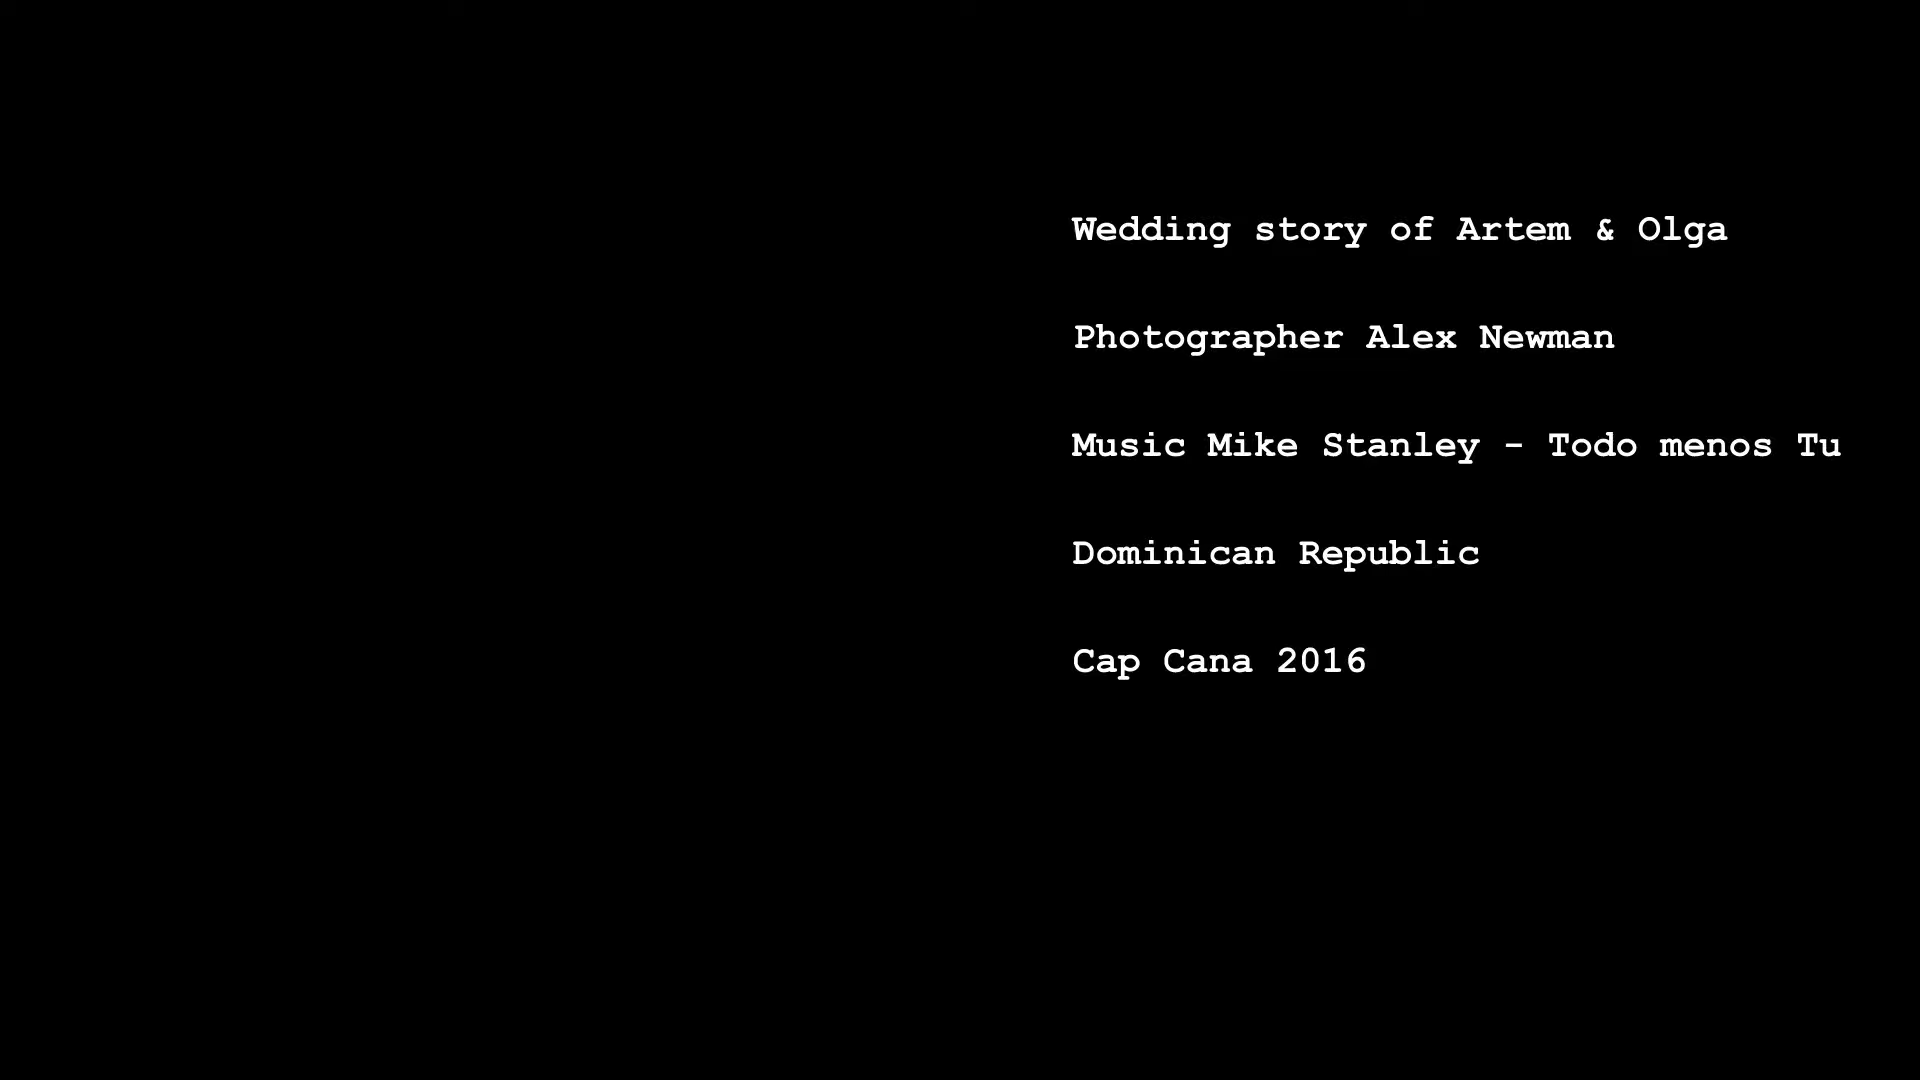 Wedding story of Artem & Olga
Photographer Alex Newman
Music Mike Stanley - Todo menos Tu
Dominican Republic
Cap Cana 2016